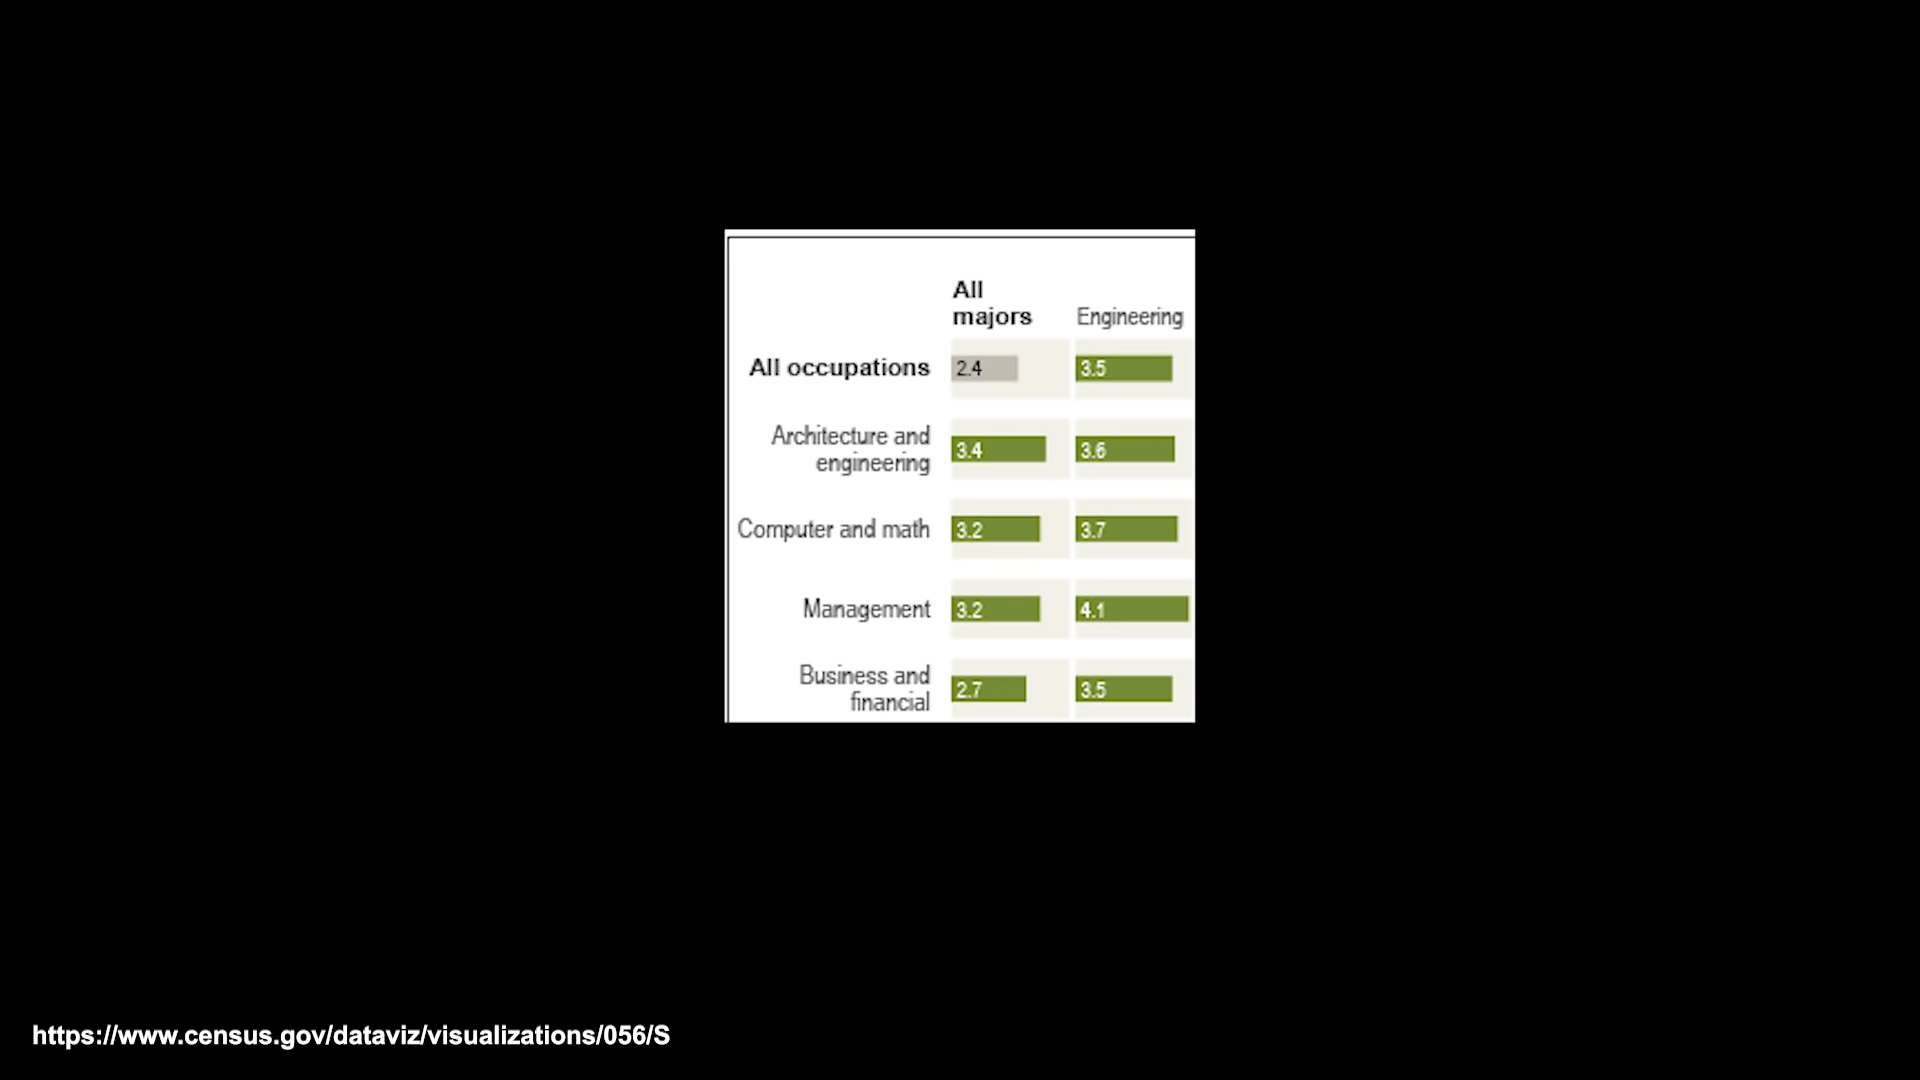 All
majors
Engineering
All occupations 2.4 3.5
Architecture and
engineering
3.4 3.6
Computer and math 3.2 3.7
Management 3.2 4.1
Business and
financial
2.7 3.5
https://www.census.gov/dataviz/visualizations/056/S